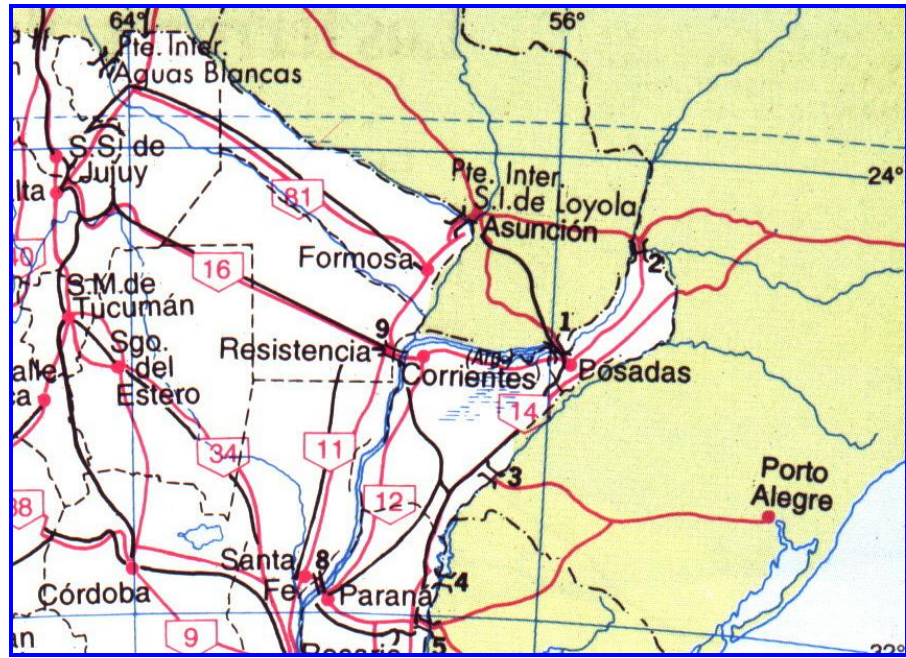 64°
56°
Pte. Inter.
Aguas Blancas
S.S. de
Jujuy
24°
Pte. Inter.
S.I. de Loyola
Asunción
81
2
Formosa
16
S.M. de
Tucumán
1
9
Resistencia
Sgo.
del
Estero
Corrientes
Posadas
14
34
11
3
12
Porto
Alegre
Santa
Fe
8
4
Córdoba
Paraná
9
5
32°